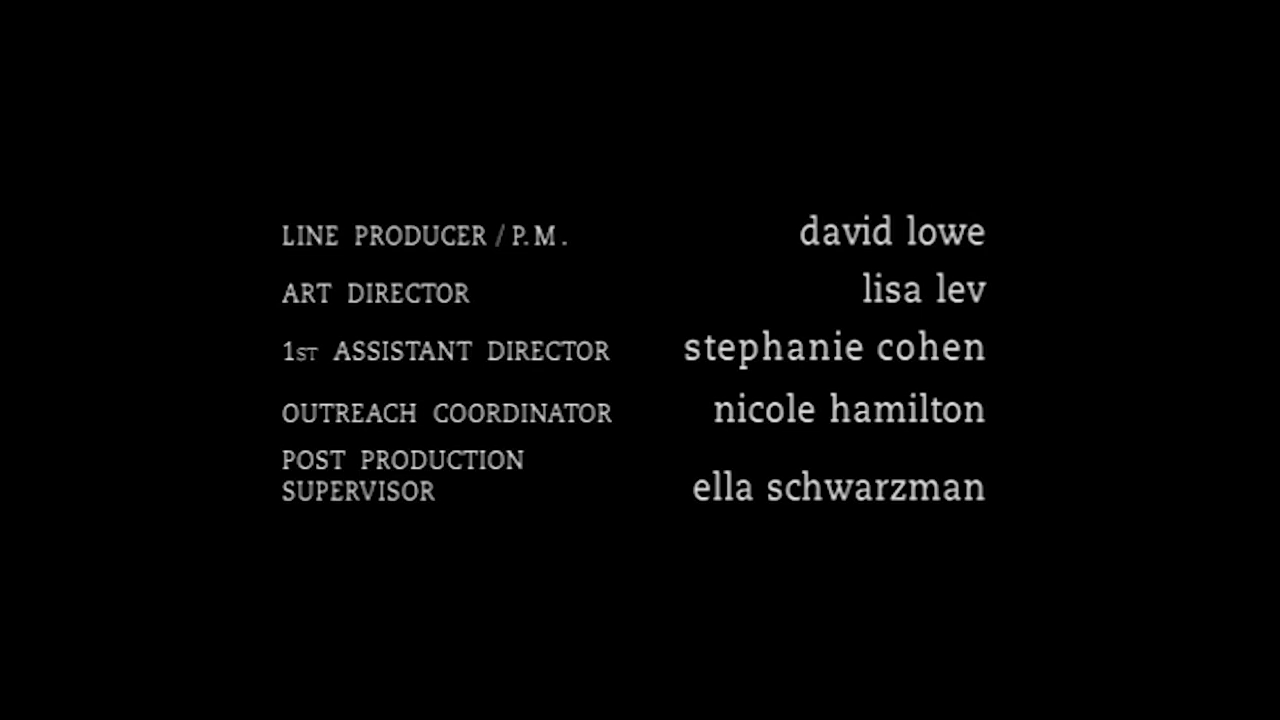 LINE PRODUCER / P.M. david lowe
ART DIRECTOR lisa lev
1ST ASSISTANT DIRECTOR stephanie cohen
OUTREACH COORDINATOR nicole hamilton
POST PRODUCTION
SUPERVISOR ella schwarzman